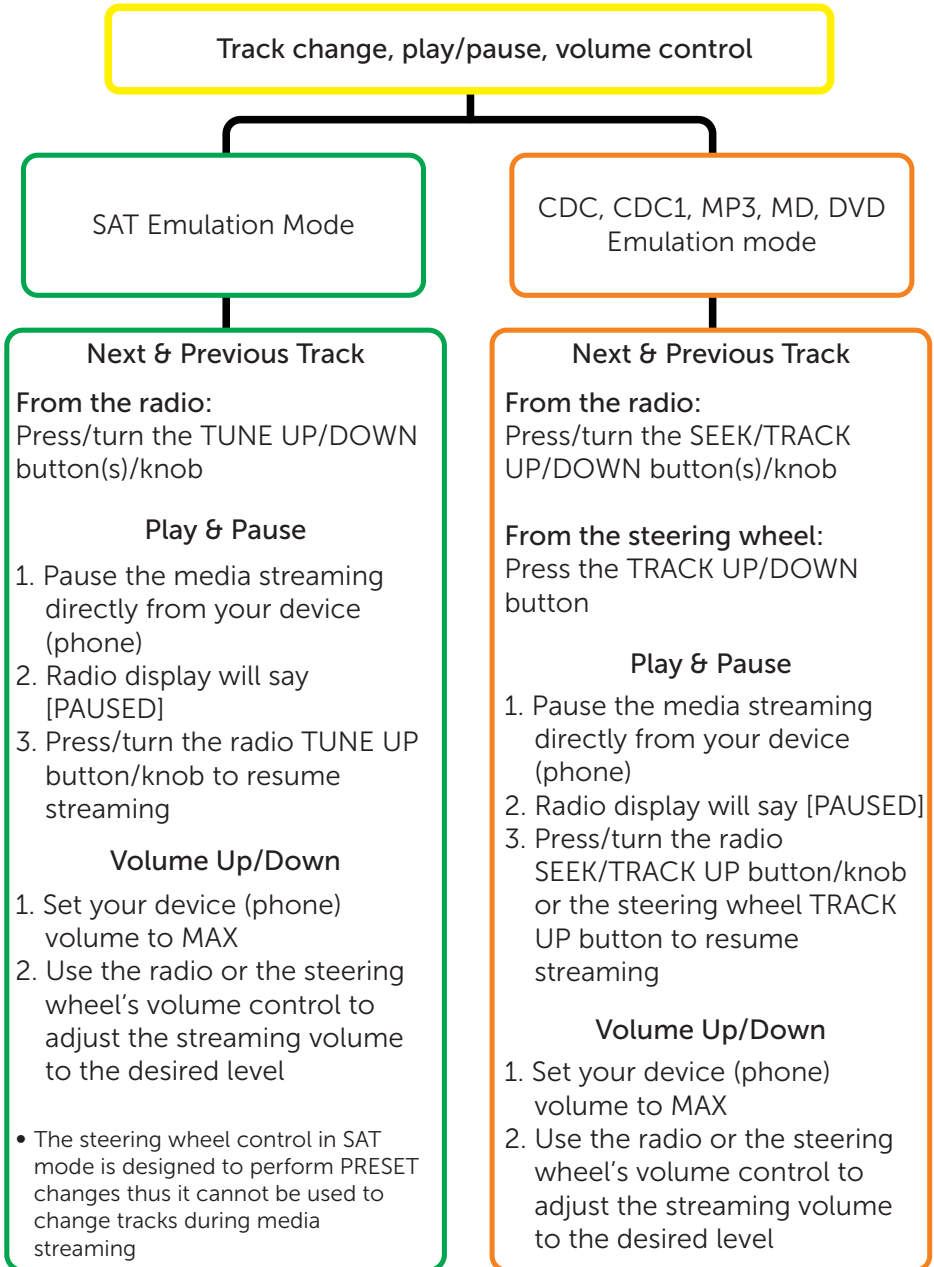 Track change, play/pause, volume control
SAT Emulation Mode
CDC, CDC1, MP3, MD, DVD
Emulation mode
Next & Previous Track
From the radio:
Press/turn the TUNE UP/DOWN
button(s)/knob
Play & Pause
1. Pause the media streaming
directly from your device
(phone)
2. Radio display will say
[PAUSED]
3. Press/turn the radio TUNE UP
button/knob to resume
streaming
Volume Up/Down
1. Set your device (phone)
volume to MAX
2. Use the radio or the steering
wheel's volume control to
adjust the streaming volume
to the desired level
• The steering wheel control in SAT
mode is designed to perform PRESET
changes thus it cannot be used to
change tracks during media
streaming
Next & Previous Track
From the radio:
Press/turn the SEEK/TRACK
UP/DOWN button(s)/knob
From the steering wheel:
Press the TRACK UP/DOWN
button
Play & Pause
1. Pause the media streaming
directly from your device
(phone)
2. Radio display will say [PAUSED]
3. Press/turn the radio
SEEK/TRACK UP button/knob
or the steering wheel TRACK
UP button to resume
streaming
Volume Up/Down
1. Set your device (phone)
volume to MAX
2. Use the radio or the steering
wheel's volume control to
adjust the streaming volume
to the desired level